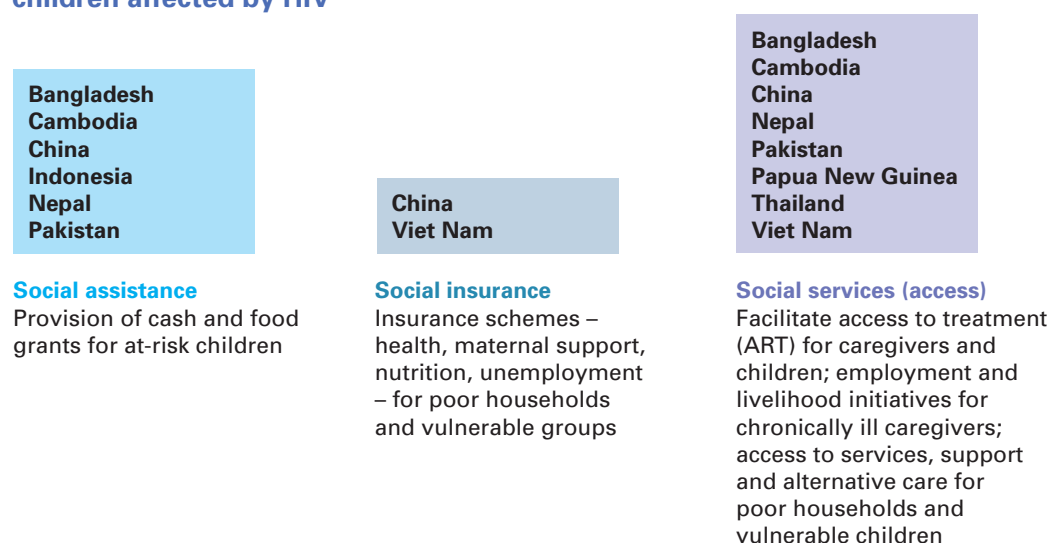 children affected by HIV
Bangladesh
Cambodia
China
Indonesia
Nepal
Pakistan
Social assistance
Provision of cash and food
grants for at-risk children
China
Viet Nam
Social insurance
Insurance schemes –
health, maternal support,
nutrition, unemployment
– for poor households
and vulnerable groups
Bangladesh
Cambodia
China
Nepal
Pakistan
Papua New Guinea
Thailand
Viet Nam
Social services (access)
Facilitate access to treatment
(ART) for caregivers and
children; employment and
livelihood initiatives for
chronically ill caregivers;
access to services, support
and alternative care for
poor households and
vulnerable children